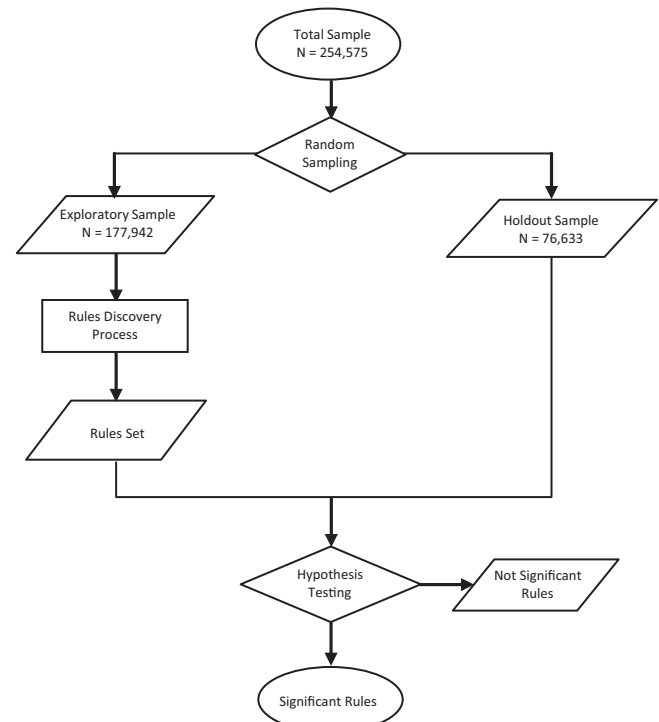 Total Sample
N = 254,575
Random
Sampling
Exploratory Sample
N = 177,942
Holdout Sample
N = 76,633
Rules Discovery
Process
Rules Set
Hypothesis
Testing
Not Significant
Rules
Significant Rules